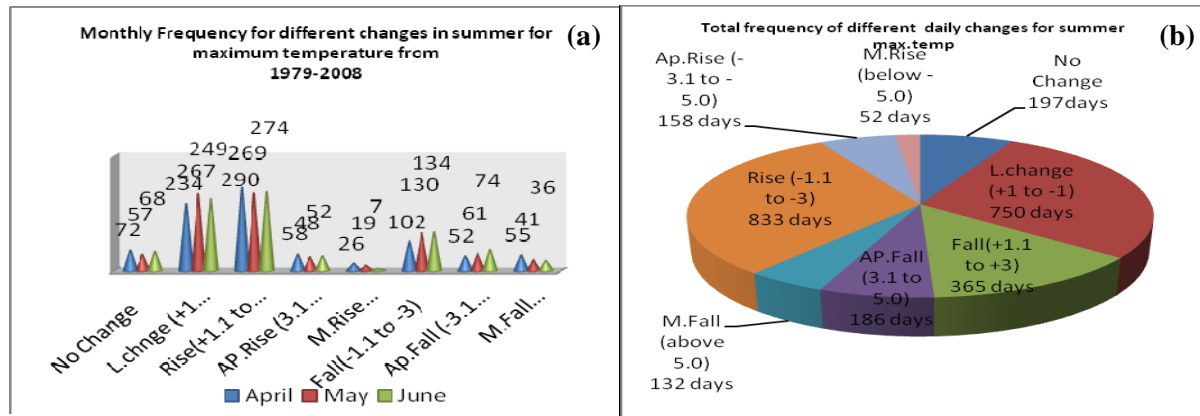 Monthly Frequency for different changes in summer for
maximum temperature from
1979-2008
(a)
72
57
68
234
267
249
290
269
274
58
48
52
26
19
7
102
130
134
52
61
74
55
41
36
No Change
L.chnge (+1...
Rise(+1.1 to...
AP.Rise (3.1...
M.Rise...
Fall(-1.1 to -3)
Ap.Fall (-3.1...
M.Fall...
April May June
Total frequency of different daily changes for summer
max.temp
(b)
Ap.Rise (-
3.1 to -
5.0)
158 days
M.Rise
(below -
5.0)
52 days
No
Change
197days
L.change
(+1 to -1)
750 days
Fall(+1.1
to +3)
365 days
AP.Fall
(3.1 to
5.0)
186 days
M.Fall
(above
5.0)
132 days
Rise (-1.1
to -3)
833 days